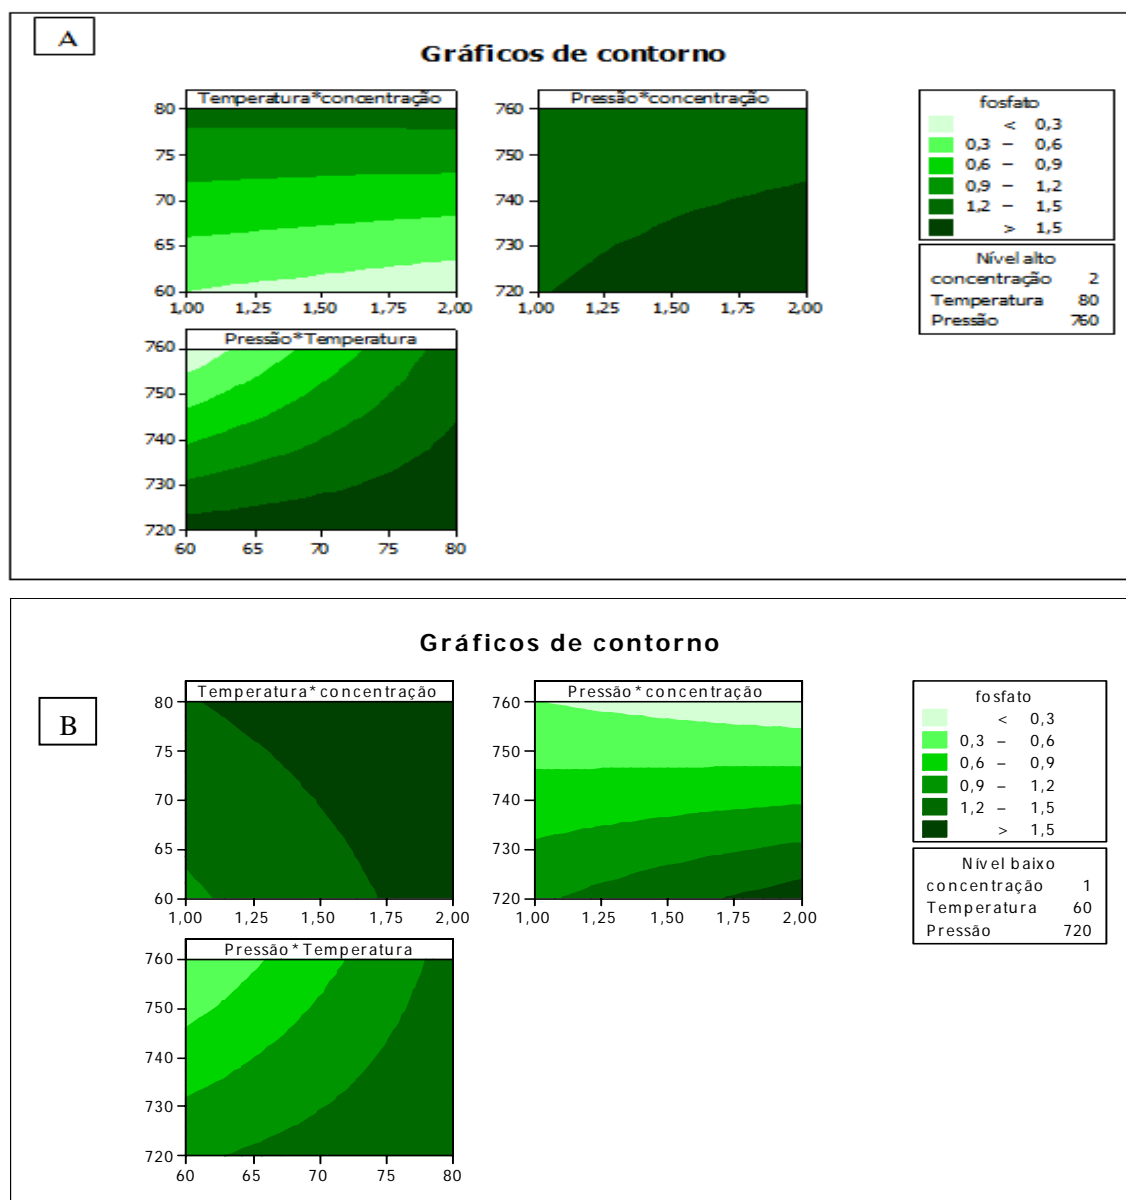 A
Gráficos de contorno
Temperatura*concentração
80
75
70
65
60
1,00 1,25 1,50 1,75 2,00
Pressão*concentração
760
750
740
730
720
1,00 1,25 1,50 1,75 2,00
Pressão*Temperatura
760
750
740
730
720
60 65 70 75 80
fosfato
< 0,3
0,3 – 0,6
0,6 – 0,9
0,9 – 1,2
1,2 – 1,5
> 1,5
Nível alto
concentração 2
Temperatura 80
Pressão 760
B
Gráficos de contorno
Temperatura*concentração
80
75
70
65
60
1,00 1,25 1,50 1,75 2,00
Pressão*concentração
760
750
740
730
720
1,00 1,25 1,50 1,75 2,00
Pressão*Temperatura
760
750
740
730
720
60 65 70 75 80
fosfato
< 0,3
0,3 – 0,6
0,6 – 0,9
0,9 – 1,2
1,2 – 1,5
> 1,5
Nível baixo
concentração 1
Temperatura 60
Pressão 720